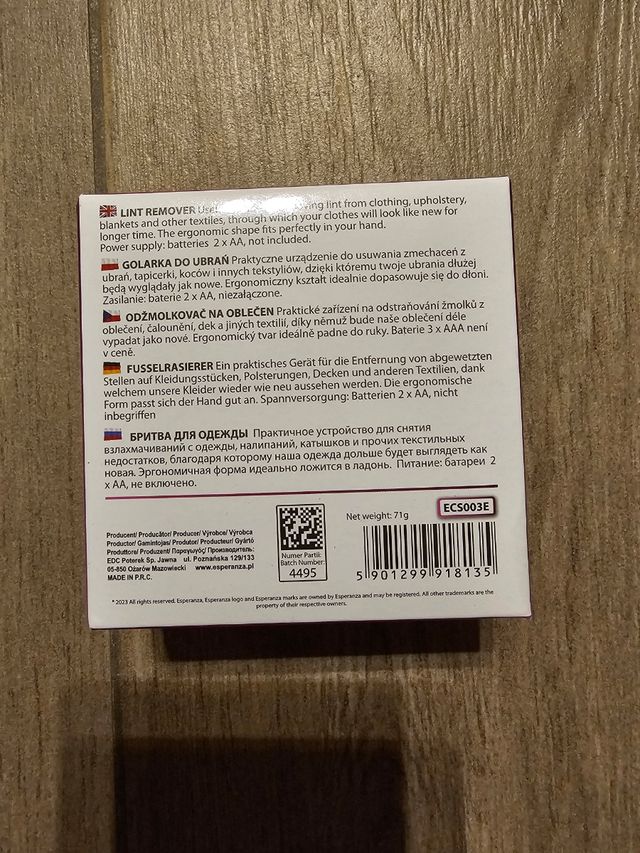 LINT REMOVER lint from clothing, upholstery,
blankets and other textiles, through which your clothes will look like new for
longer time. The ergonomic shape fits perfectly in your hand.
Power supply: batteries 2 x AA, not included.
GOLARKA DO UBRAŃ Praktyczne urządzenie do usuwania zmechaceń z
ubrań, tapicerki, koców i innych tekstyliów, dzięki któremu twoje ubrania dłużej
będą wyglądały jak nowe. Ergonomiczny kształt idealnie dopasowuje się do dłoni.
Zasilanie: baterie 2 x AA, niezałączone.
ODŽMOLKOVAČ NA OBLEČEN Praktické zařízení na odstraňování žmolků z
oblečení, čalounění, dek a jiných textilií, díky němuž bude naše oblečení déle
vypadat jako nové. Ergonomický tvar ideálně padne do ruky. Baterie 3 x AAA není
v ceně.
FUSSELRASIERER Ein praktisches Gerät für die Entfernung von abgewetzten
Stellen auf Kleidungsstücken, Polsterungen, Decken und anderen Textilien, dank
welchem unsere Kleider wieder wie neu aussehen werden. Die ergonomische
Form passt sich der Hand gut an. Spannversorgung: Batterien 2 x AA, nicht
inbegriffen
БРИТВА ДЛЯ ОДЕЖДЫ Практичное устройство для снятия
взлахмачиваний с одежды, налипаний, катышков и прочих текстильных
недостатков, благодаря которому наша одежда дольше будет выглядеть как
новая. Эргономичная форма идеально ложится в ладонь. Питание: батареи 2
х АА, не включено.
ECS003E
Net weight: 71g
Producent/ Producător/ Producer/ Výrobce/ Výrobca
Productor/ Gamintojas/ Produtor/ Producteur/ Gyártó
Produttore/ Produzent/ Παραγωγός/ Производитель:
EDC Poterek Sp. Jawna ul. Poznańska 129/133
05-850 Ożarów Mazowiecki www.esperanza.pl
MADE IN P.R.C.
Numer Partii:
Batch Number:
4495
5 901299 918135
* 2023 All rights reserved. Esperanza, Esperanza logo and Esperanza marks are owned by Esperanza and may be registered. All other trademarks are the
property of their respective owners.